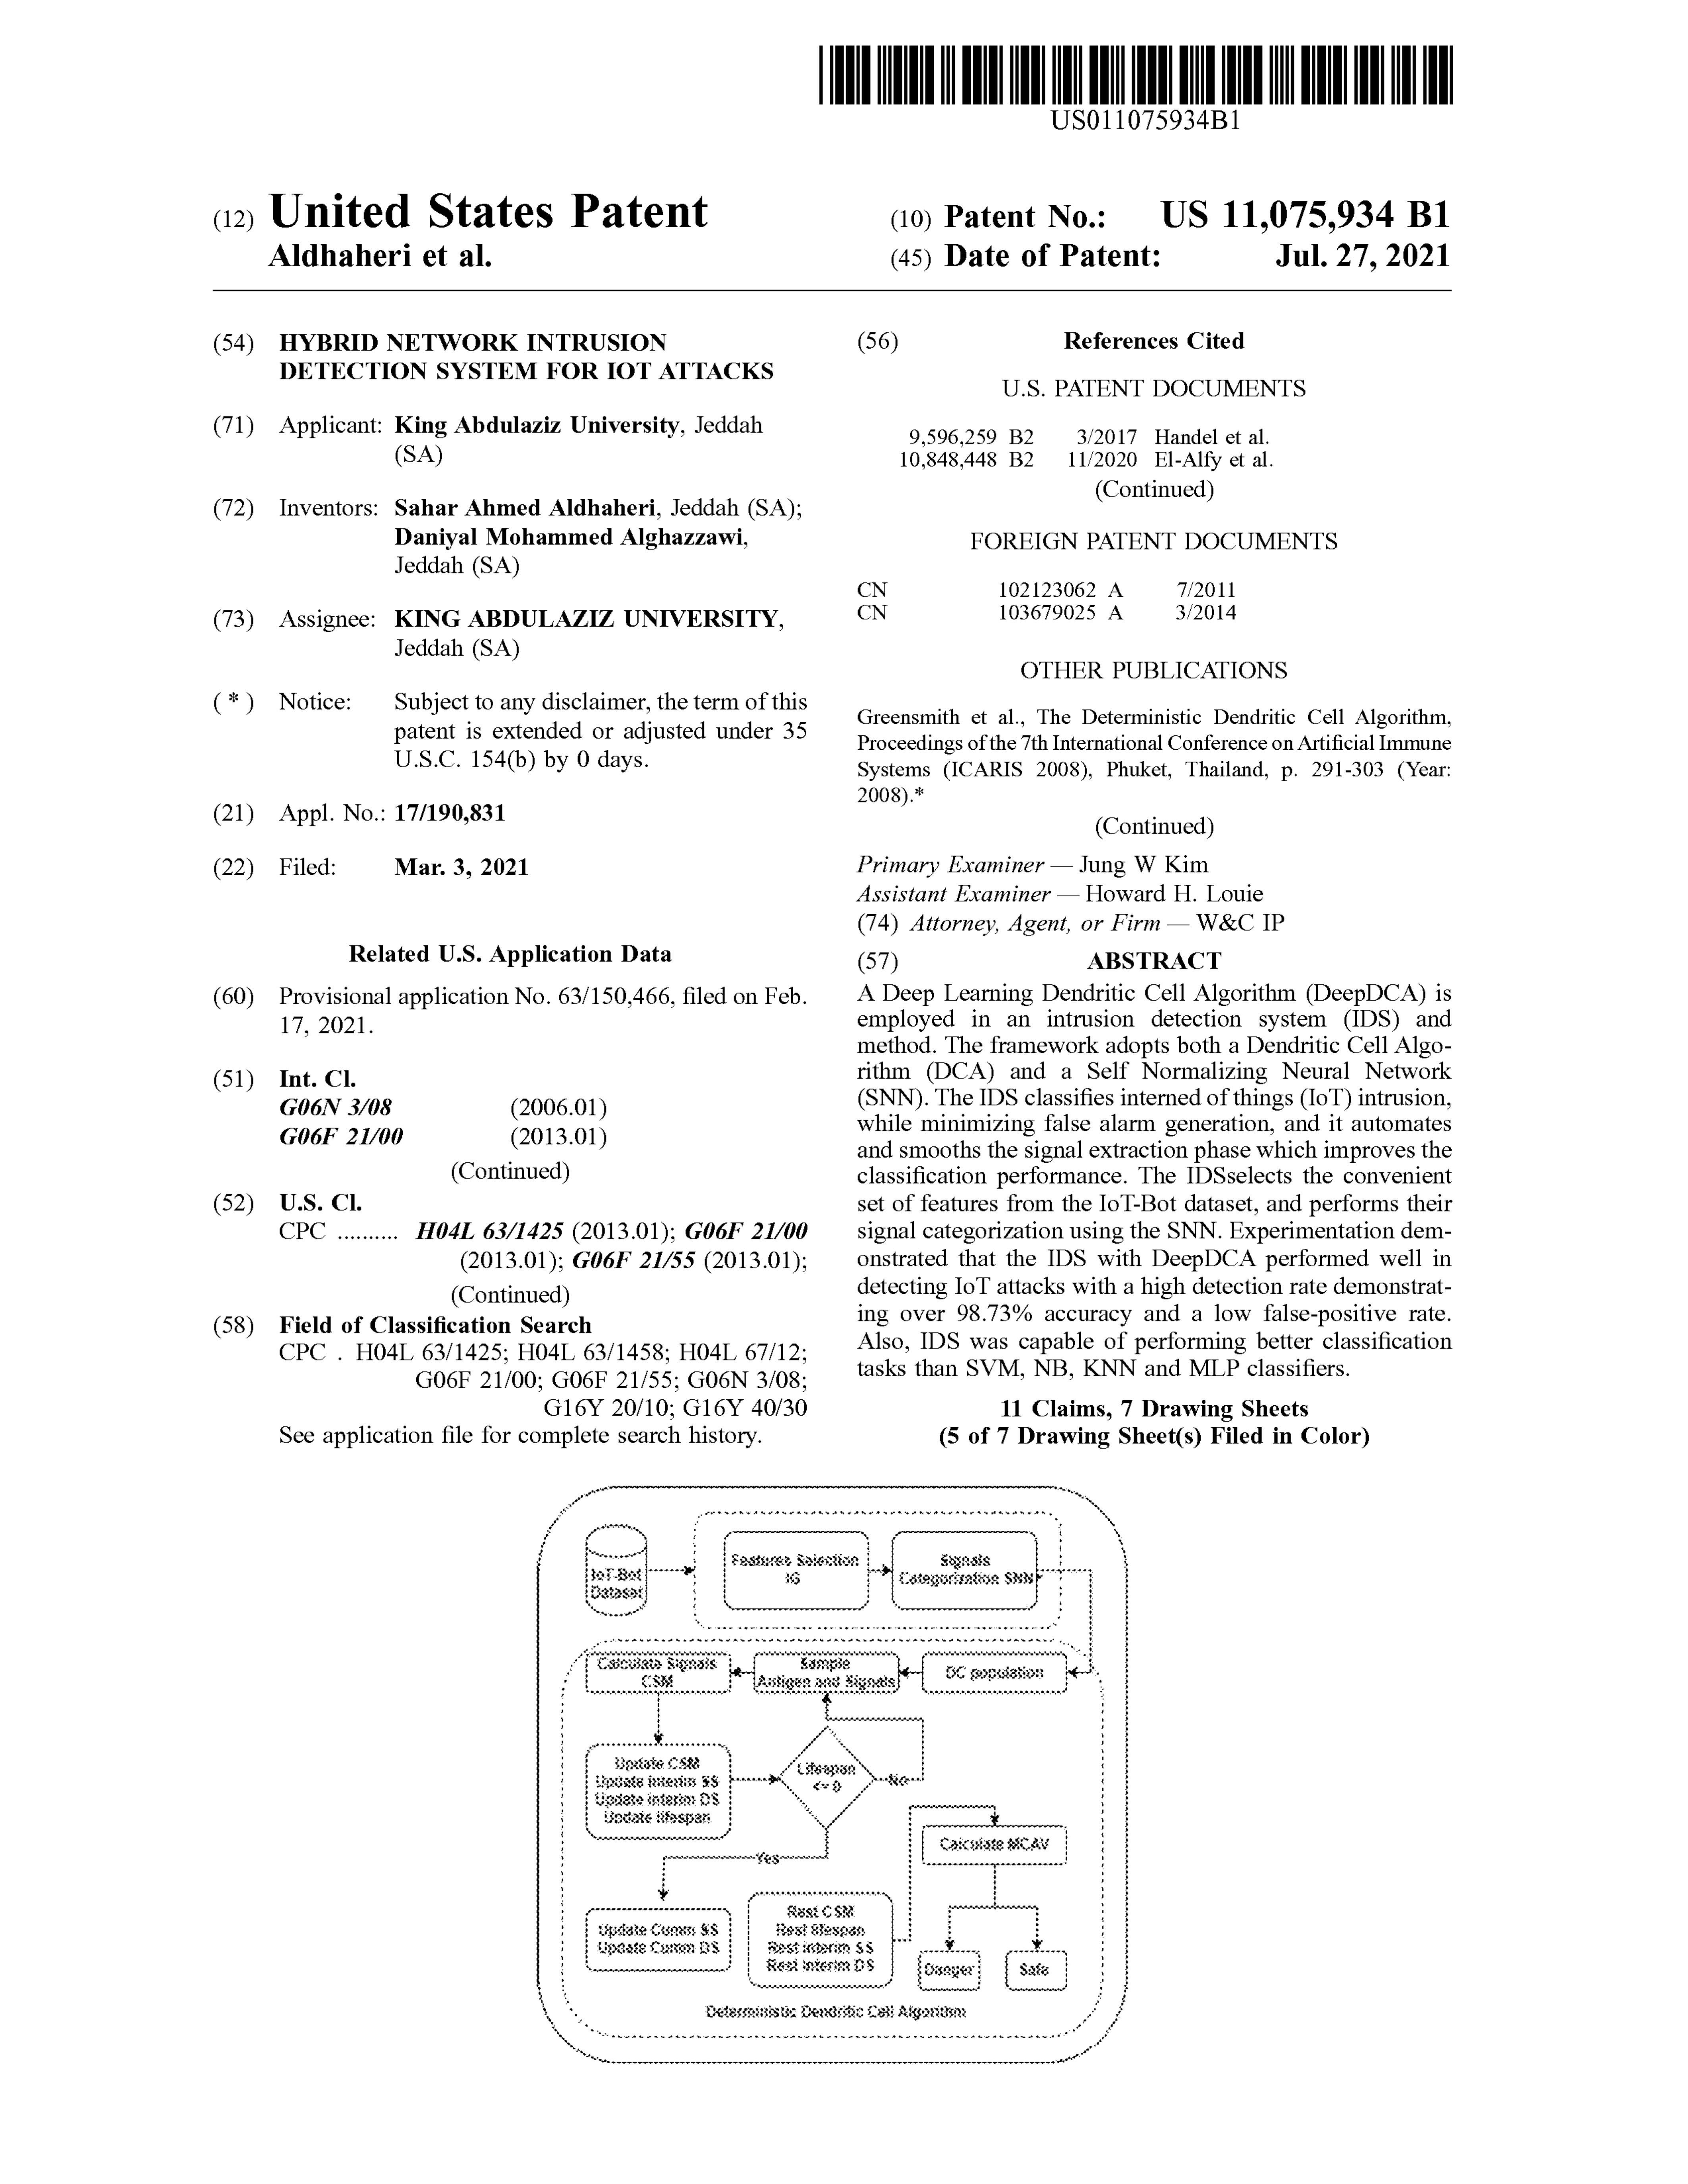 US011075934B1
(12) United States Patent
Aldhaheri et al.
(10) Patent No.: US 11,075,934 B1
(45) Date of Patent: Jul. 27, 2021
(54) HYBRID NETWORK INTRUSION
DETECTION SYSTEM FOR IOT ATTACKS
(71) Applicant: King Abdulaziz University, Jeddah
(SA)
(72) Inventors: Sahar Ahmed Aldhaheri, Jeddah (SA);
Daniyal Mohammed Alghazzawi,
Jeddah (SA)
(73) Assignee: KING ABDULAZIZ UNIVERSITY,
Jeddah (SA)
( * ) Notice: Subject to any disclaimer, the term of this
patent is extended or adjusted under 35
U.S.C. 154(b) by 0 days.
(21) Appl. No.: 17/190,831
(22) Filed: Mar. 3, 2021
Related U.S. Application Data
(60) Provisional application No. 63/150,466, filed on Feb.
17, 2021.
(51) Int. Cl.
G06N 3/08 (2006.01)
G06F 21/00 (2013.01)
(Continued)
(52) U.S. Cl.
CPC .......... H04L 63/1425 (2013.01); G06F 21/00
(2013.01); G06F 21/55 (2013.01);
(Continued)
(58) Field of Classification Search
CPC . H04L 63/1425; H04L 63/1458; H04L 67/12;
G06F 21/00; G06F 21/55; G06N 3/08;
G16Y 20/10; G16Y 40/30
See application file for complete search history.
(56) References Cited
U.S. PATENT DOCUMENTS
9,596,259 B2 3/2017 Handel et al.
10,848,448 B2 11/2020 El-Alfy et al.
(Continued)
FOREIGN PATENT DOCUMENTS
CN 102123062 A 7/2011
CN 103679025 A 3/2014
OTHER PUBLICATIONS
Greensmith et al., The Deterministic Dendritic Cell Algorithm,
Proceedings of the 7th International Conference on Artificial Immune
Systems (ICARIS 2008), Phuket, Thailand, p. 291-303 (Year:
2008).*
(Continued)
Primary Examiner — Jung W Kim
Assistant Examiner — Howard H. Louie
(74) Attorney, Agent, or Firm — W&C IP
(57) ABSTRACT
A Deep Learning Dendritic Cell Algorithm (DeepDCA) is
employed in an intrusion detection system (IDS) and
method. The framework adopts both a Dendritic Cell Algo-
rithm (DCA) and a Self Normalizing Neural Network
(SNN). The IDS classifies interned of things (IoT) intrusion,
while minimizing false alarm generation, and it automates
and smooths the signal extraction phase which improves the
classification performance. The IDSselects the convenient
set of features from the IoT-Bot dataset, and performs their
signal categorization using the SNN. Experimentation dem-
onstrated that the IDS with DeepDCA performed well in
detecting IoT attacks with a high detection rate demonstrat-
ing over 98.73% accuracy and a low false-positive rate.
Also, IDS was capable of performing better classification
tasks than SVM, NB, KNN and MLP classifiers.
11 Claims, 7 Drawing Sheets
(5 of 7 Drawing Sheet(s) Filed in Color)
IoT-Bot
Dataset
Features Selection
IG
Signals
Categorization SNN
Calculate Signals
CSM
Sample
Antigen and Signals
DC population
Update CSM
Update interim SS
Update interim DS
Update lifespan
Lifespan
<= 0
No
Yes
Calculate MCAV
Update Cumm SS
Update Cumm DS
Rest CSM
Rest lifespan
Rest interim SS
Rest interim DS
Danger
Safe
Deterministic Dendritic Cell Algorithm